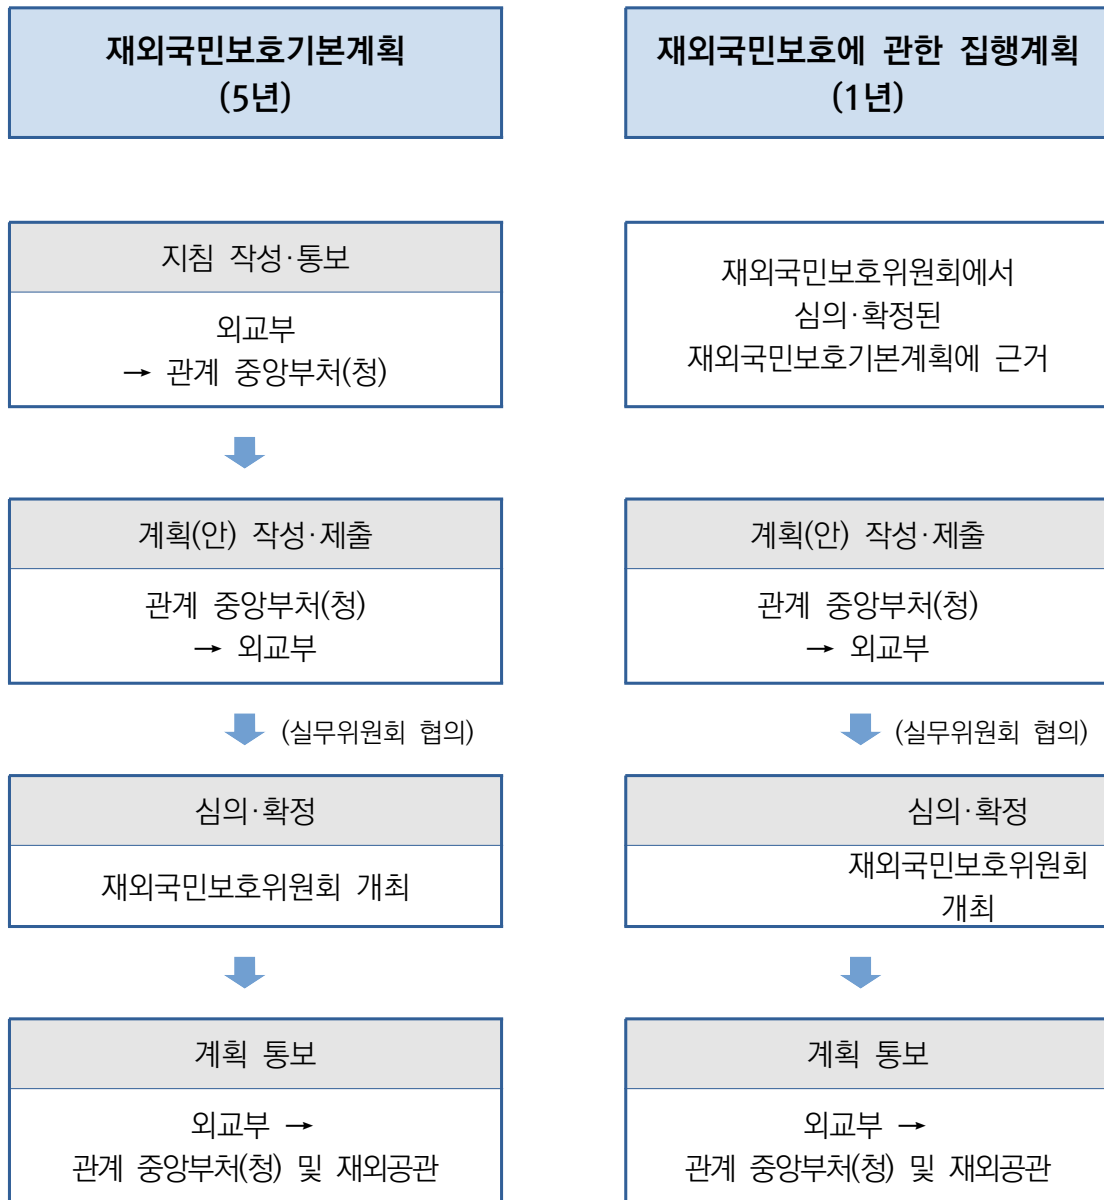 재외국민보호기본계획
(5년)
지침 작성·통보
외교부
→ 관계 중앙부처(청)
계획(안) 작성·제출
관계 중앙부처(청)
→ 외교부
(실무위원회 협의)
심의·확정
재외국민보호위원회 개최
계획 통보
외교부 →
관계 중앙부처(청) 및 재외공관
재외국민보호에 관한 집행계획
(1년)
재외국민보호위원회에서
심의·확정된
재외국민보호기본계획에 근거
계획(안) 작성·제출
관계 중앙부처(청)
→ 외교부
(실무위원회 협의)
심의·확정
재외국민보호위원회
개최
계획 통보
외교부 →
관계 중앙부처(청) 및 재외공관